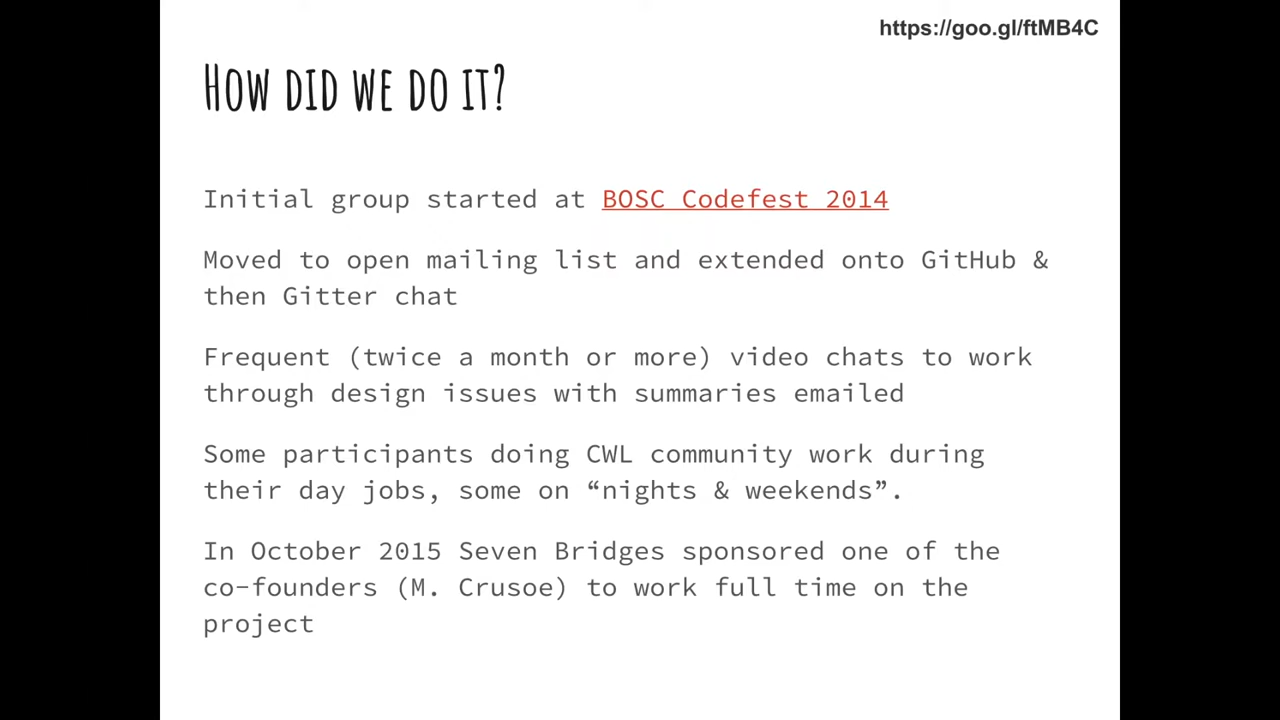 https://goo.gl/ftMB4C
How did we do it?
Initial group started at BOSC Codefest 2014
Moved to open mailing list and extended onto GitHub &
then Gitter chat
Frequent (twice a month or more) video chats to work
through design issues with summaries emailed
Some participants doing CWL community work during
their day jobs, some on “nights & weekends”.
In October 2015 Seven Bridges sponsored one of the
co-founders (M. Crusoe) to work full time on the
project